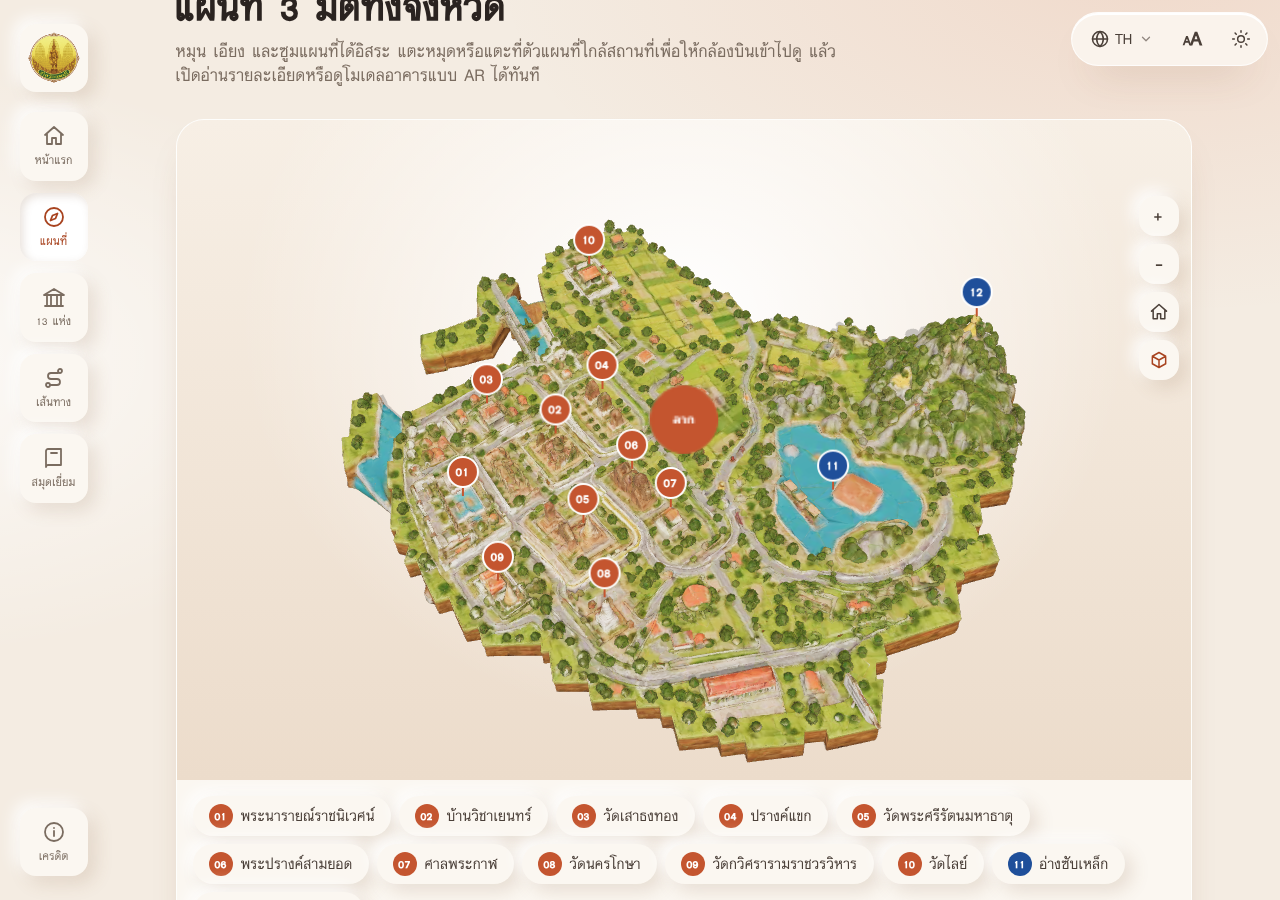 แผนที่ 3 มิติทั้งจังหวัด
หมุน เอียง และซูมแผนที่ได้อิสระ แตะหมุดหรือแตะที่ตัวแผนที่ใกล้สถานที่เพื่อให้กล้องบินเข้าไปดู แล้ว
เปิดอ่านรายละเอียดหรือดูโมเดลอาคารแบบ AR ได้ทันที
TH
AA
หน้าแรก
แผนที่
13 แห่ง
เส้นทาง
สมุดเยี่ยม
เครดิต
+
−
10
12
04
03
02
ลาก
06
11
01
07
05
09
08
01 พระนารายณ์ราชนิเวศน์
02 บ้านวิชาเยนทร์
03 วัดเสาธงทอง
04 ปรางค์แขก
05 วัดพระศรีรัตนมหาธาตุ
06 พระปรางค์สามยอด
07 ศาลพระกาฬ
08 วัดนครโกษา
09 วัดกวิศรารามราชวรวิหาร
10 วัดไลย์
11 อ่างซับเหล็ก